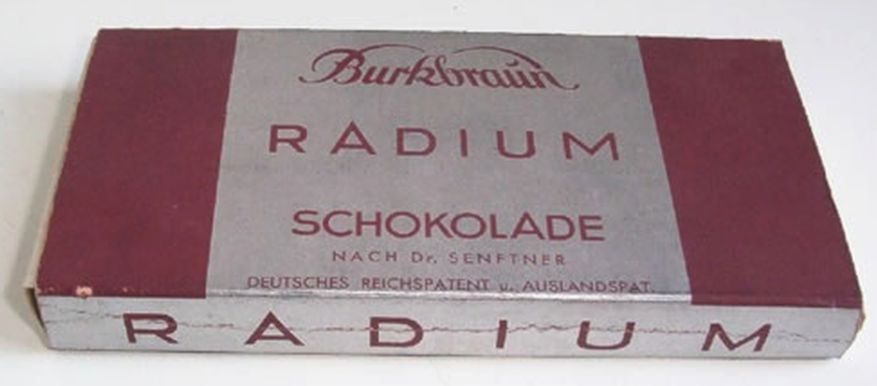 Burkbraun
RADIUM
SCHOKOLADE
NACH Dr. SENFTNER
DEUTSCHES REICHSPATENT u. AUSLANDSPAT.
RADIUM